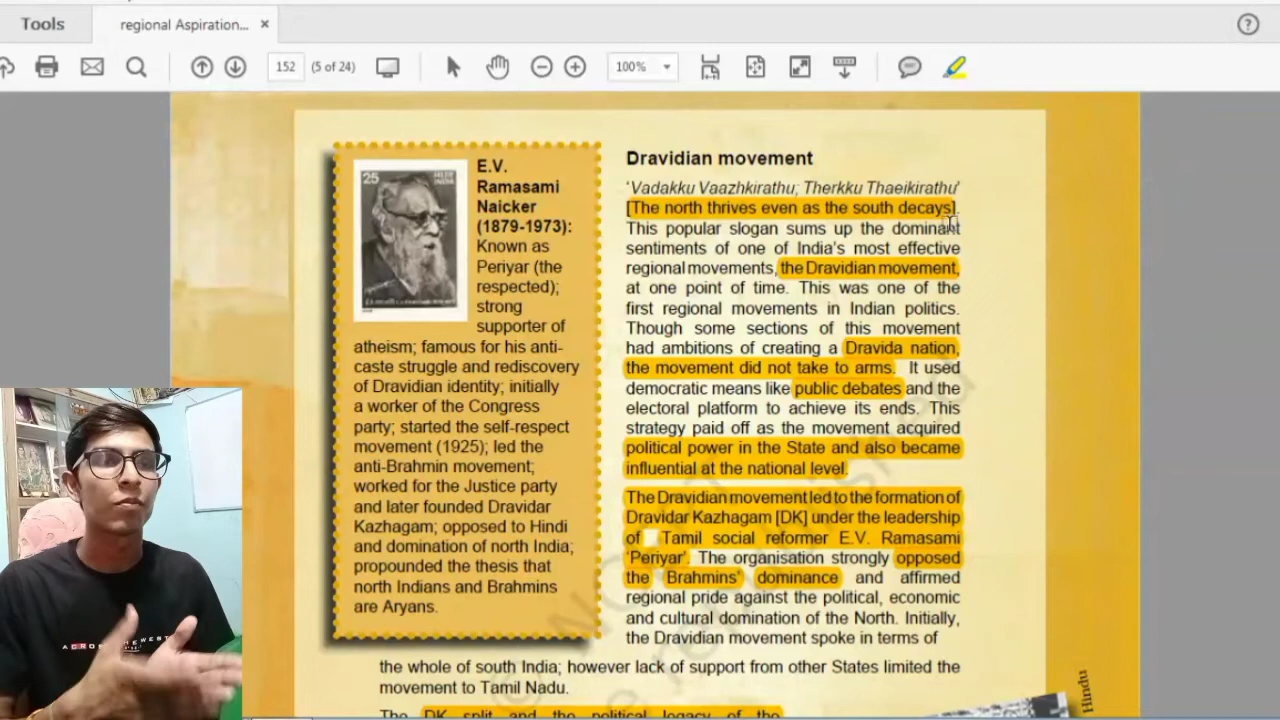 Tools
regional Aspiration... ×
152 (5 of 24)
100%
E.V.
Ramasami
Naicker
(1879-1973):
Known as
Periyar (the
respected);
strong
supporter of
atheism; famous for his anti-
caste struggle and rediscovery
of Dravidian identity; initially
a worker of the Congress
party; started the self-respect
movement (1925); led the
anti-Brahmin movement;
worked for the Justice party
and later founded Dravidar
Kazhagam; opposed to Hindi
and domination of north India;
propounded the thesis that
north Indians and Brahmins
are Aryans.
25
Dravidian movement
'Vadakku Vaazhkirathu; Therkku Thaeikirathu'
[The north thrives even as the south decays].
This popular slogan sums up the dominant
sentiments of one of India's most effective
regional movements, the Dravidian movement,
at one point of time. This was one of the
first regional movements in Indian politics.
Though some sections of this movement
had ambitions of creating a Dravida nation,
the movement did not take to arms. It used
democratic means like public debates and the
electoral platform to achieve its ends. This
strategy paid off as the movement acquired
political power in the State and also became
influential at the national level.
The Dravidian movement led to the formation of
Dravidar Kazhagam [DK] under the leadership
of Tamil social reformer E.V. Ramasami
'Periyar'. The organisation strongly opposed
the Brahmins' dominance and affirmed
regional pride against the political, economic
and cultural domination of the North. Initially,
the Dravidian movement spoke in terms of
the whole of south India; however lack of support from other States limited the
movement to Tamil Nadu.
The DK split and the political legacy of the
Hindu